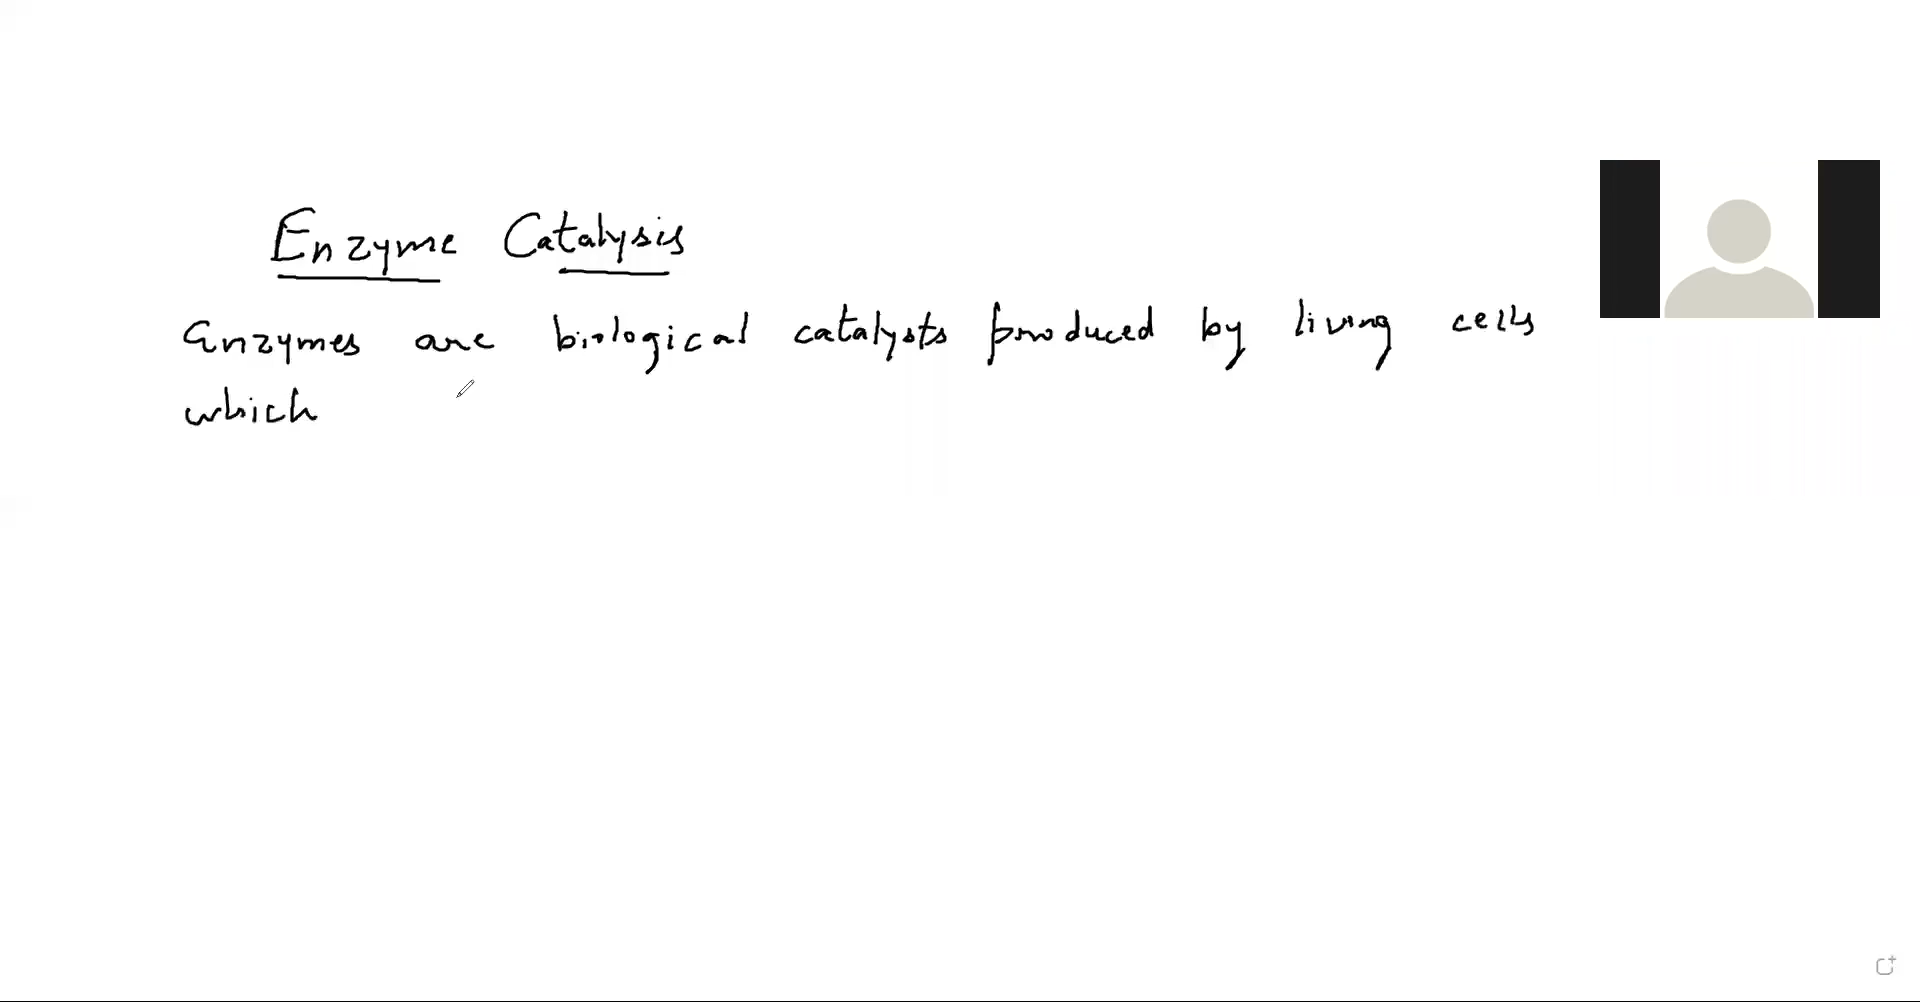 Enzyme Catalysis
Enzymes are biological catalysts produced by living cells
which